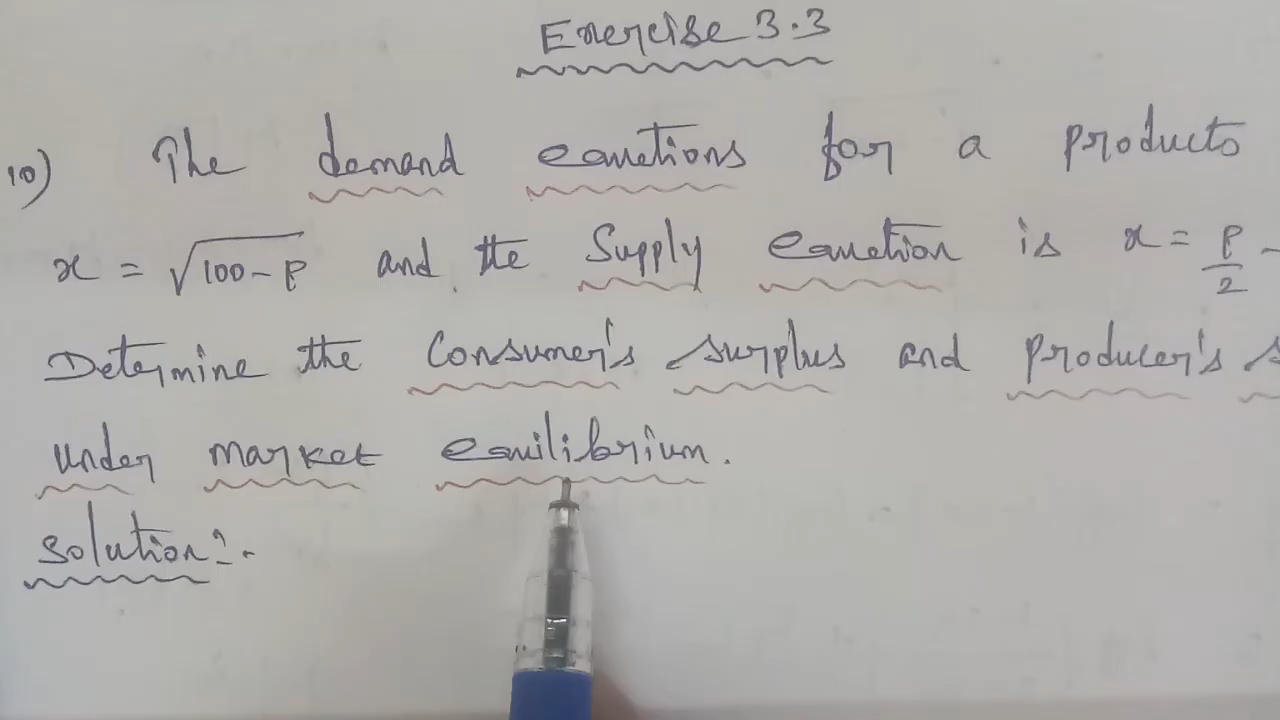 Exercise 3.3
10) The demand equations for a products
x = √100-p and the supply equation is x = p/2 -
Determine the consumer's surplus and producer's s
under market equilibrium.
solution:-